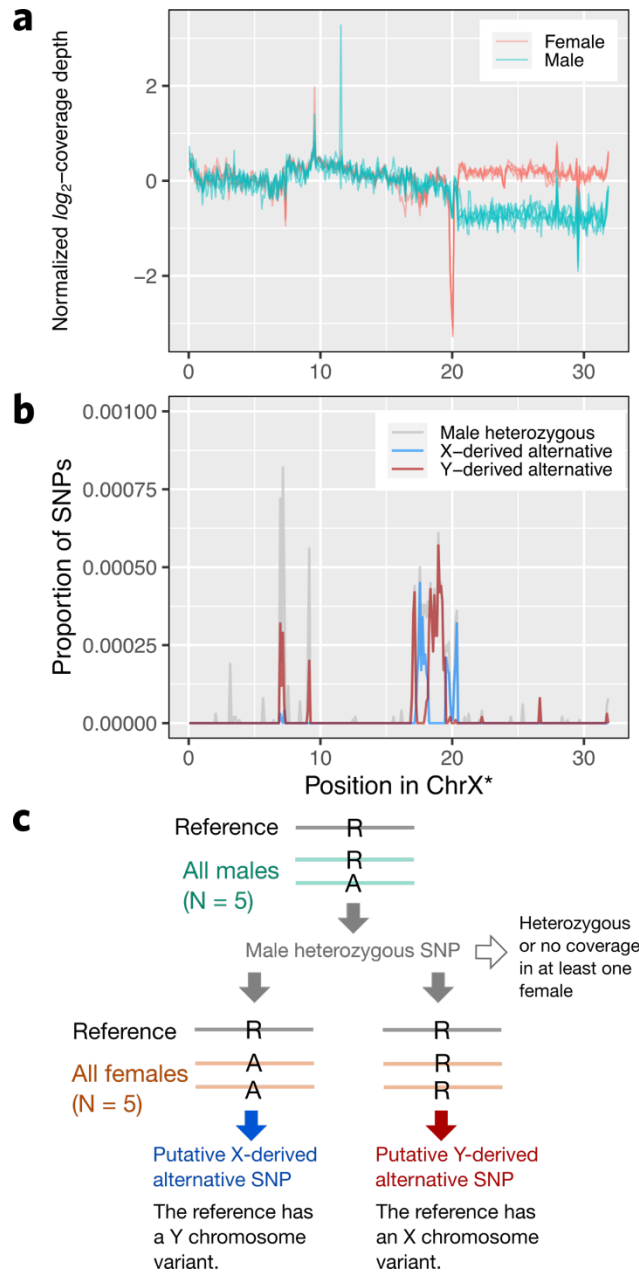 a
Normalized log2-coverage depth
2
0
−2
Female
Male
0
10
20
30
b
Proportion of SNPs
0.00100
0.00075
0.00050
0.00025
0.00000
Male heterozygous
X−derived alternative
Y−derived alternative
0
10
20
30
Position in ChrX*
c
Reference
R
All males
(N = 5)
R
A
Male heterozygous SNP
Heterozygous
or no coverage
in at least one
female
Reference
R
R
All females
(N = 5)
A
R
A
R
Putative X-derived
alternative SNP
The reference has
a Y chromosome
variant.
Putative Y-derived
alternative SNP
The reference has
an X chromosome
variant.